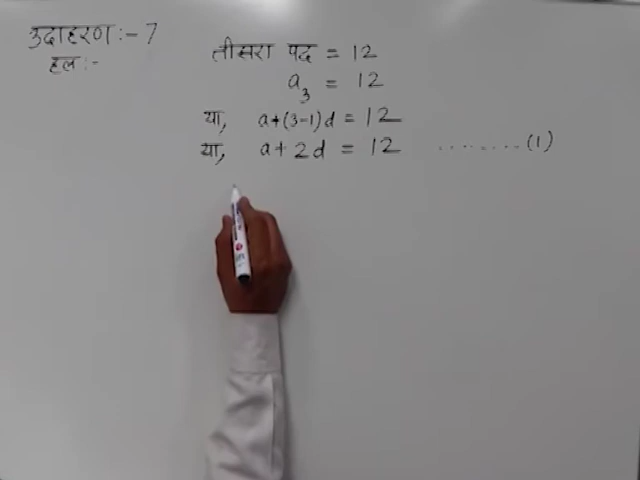 उदाहरण :- 7
हल :-
तीसरा पद = 12
a₃ = 12
या, a+(3-1)d = 12
या, a + 2d = 12 ........(1)